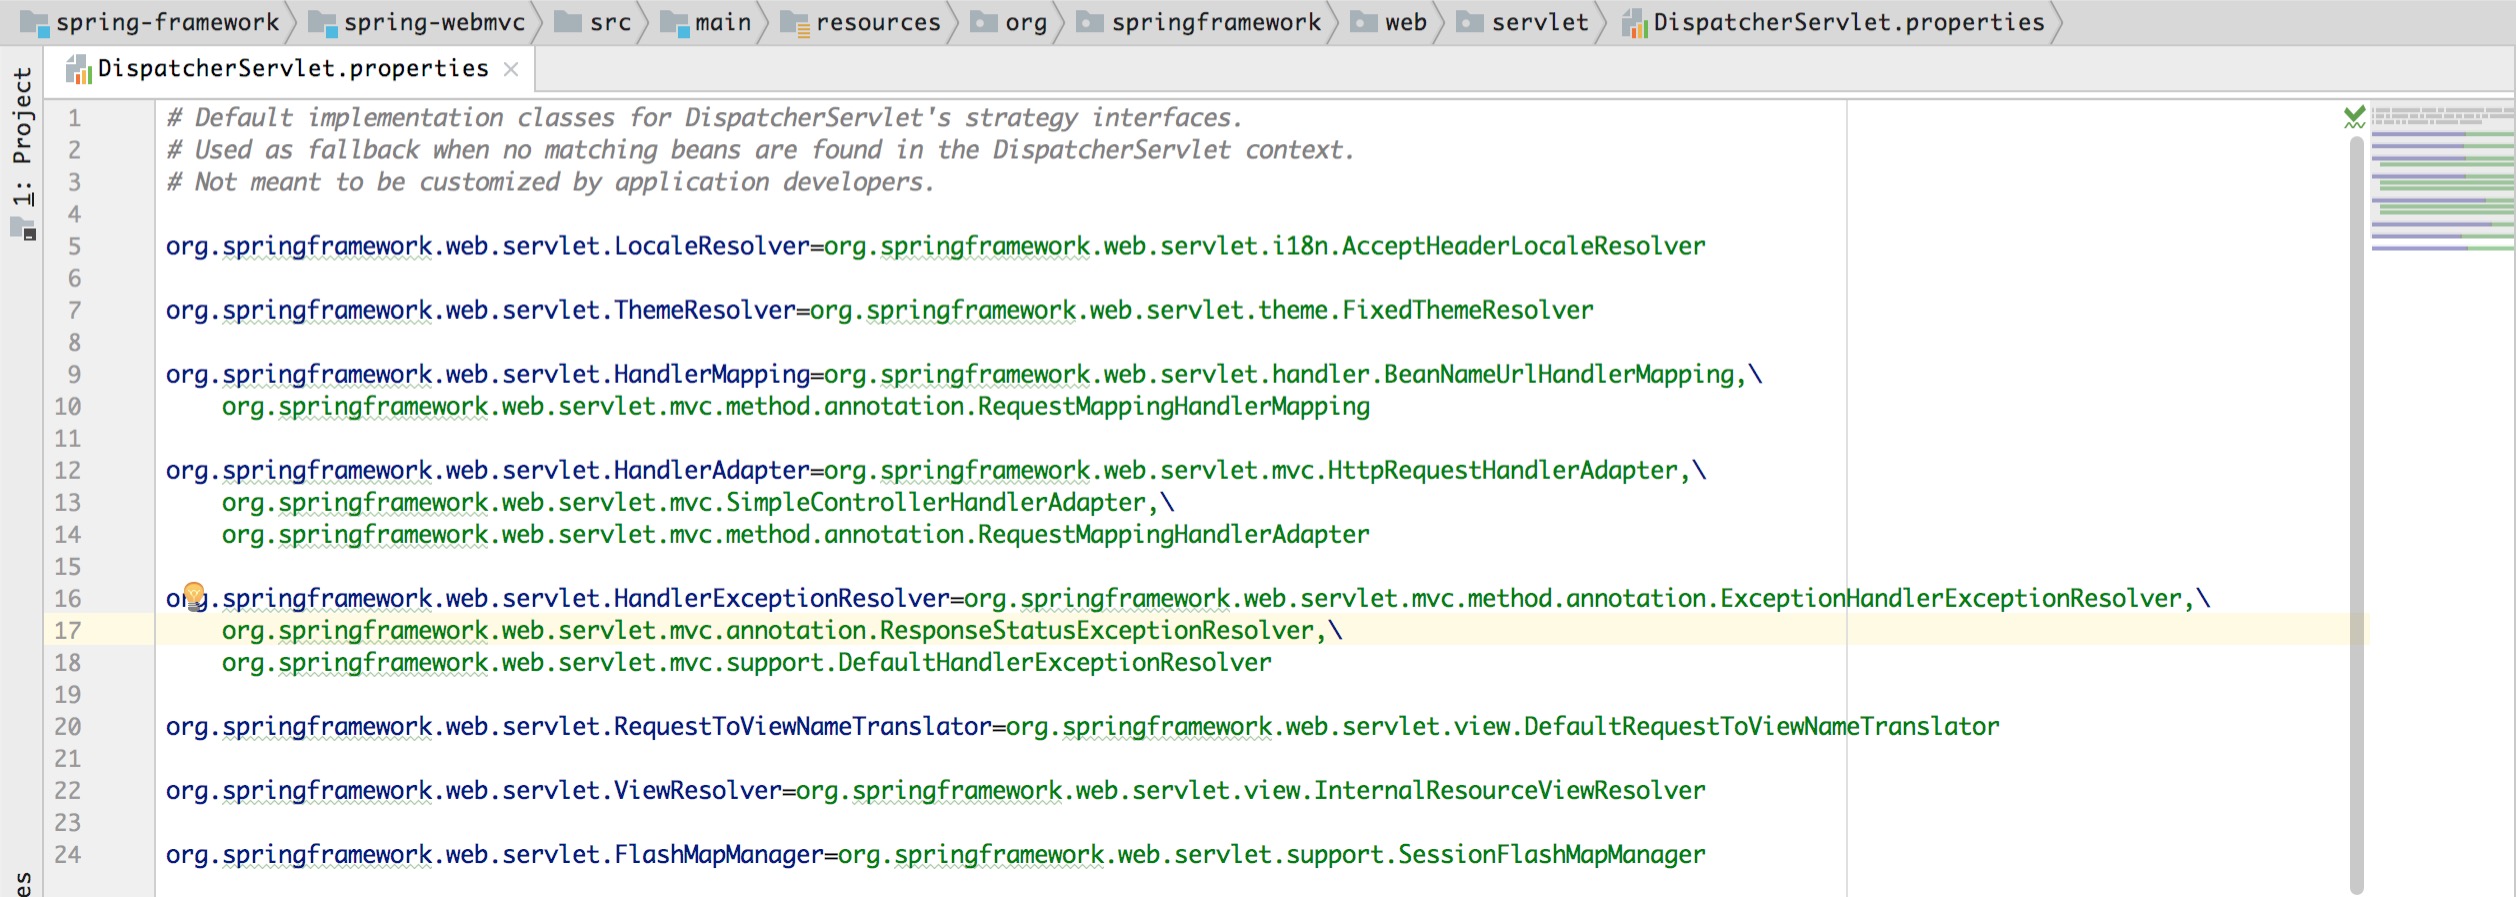 spring-framework spring-webmvc src main resources org springframework web servlet DispatcherServlet.properties
DispatcherServlet.properties
1: Project
1 # Default implementation classes for DispatcherServlet's strategy interfaces.
2 # Used as fallback when no matching beans are found in the DispatcherServlet context.
3 # Not meant to be customized by application developers.
4
5 org.springframework.web.servlet.LocaleResolver=org.springframework.web.servlet.i18n.AcceptHeaderLocaleResolver
6
7 org.springframework.web.servlet.ThemeResolver=org.springframework.web.servlet.theme.FixedThemeResolver
8
9 org.springframework.web.servlet.HandlerMapping=org.springframework.web.servlet.handler.BeanNameUrlHandlerMapping,\
10 org.springframework.web.servlet.mvc.method.annotation.RequestMappingHandlerMapping
11
12 org.springframework.web.servlet.HandlerAdapter=org.springframework.web.servlet.mvc.HttpRequestHandlerAdapter,\
13 org.springframework.web.servlet.mvc.SimpleControllerHandlerAdapter,\
14 org.springframework.web.servlet.mvc.method.annotation.RequestMappingHandlerAdapter
15
16 org.springframework.web.servlet.HandlerExceptionResolver=org.springframework.web.servlet.mvc.method.annotation.ExceptionHandlerExceptionResolver,\
17 org.springframework.web.servlet.mvc.annotation.ResponseStatusExceptionResolver,\
18 org.springframework.web.servlet.mvc.support.DefaultHandlerExceptionResolver
19
20 org.springframework.web.servlet.RequestToViewNameTranslator=org.springframework.web.servlet.view.DefaultRequestToViewNameTranslator
21
22 org.springframework.web.servlet.ViewResolver=org.springframework.web.servlet.view.InternalResourceViewResolver
23
24 org.springframework.web.servlet.FlashMapManager=org.springframework.web.servlet.support.SessionFlashMapManager
es